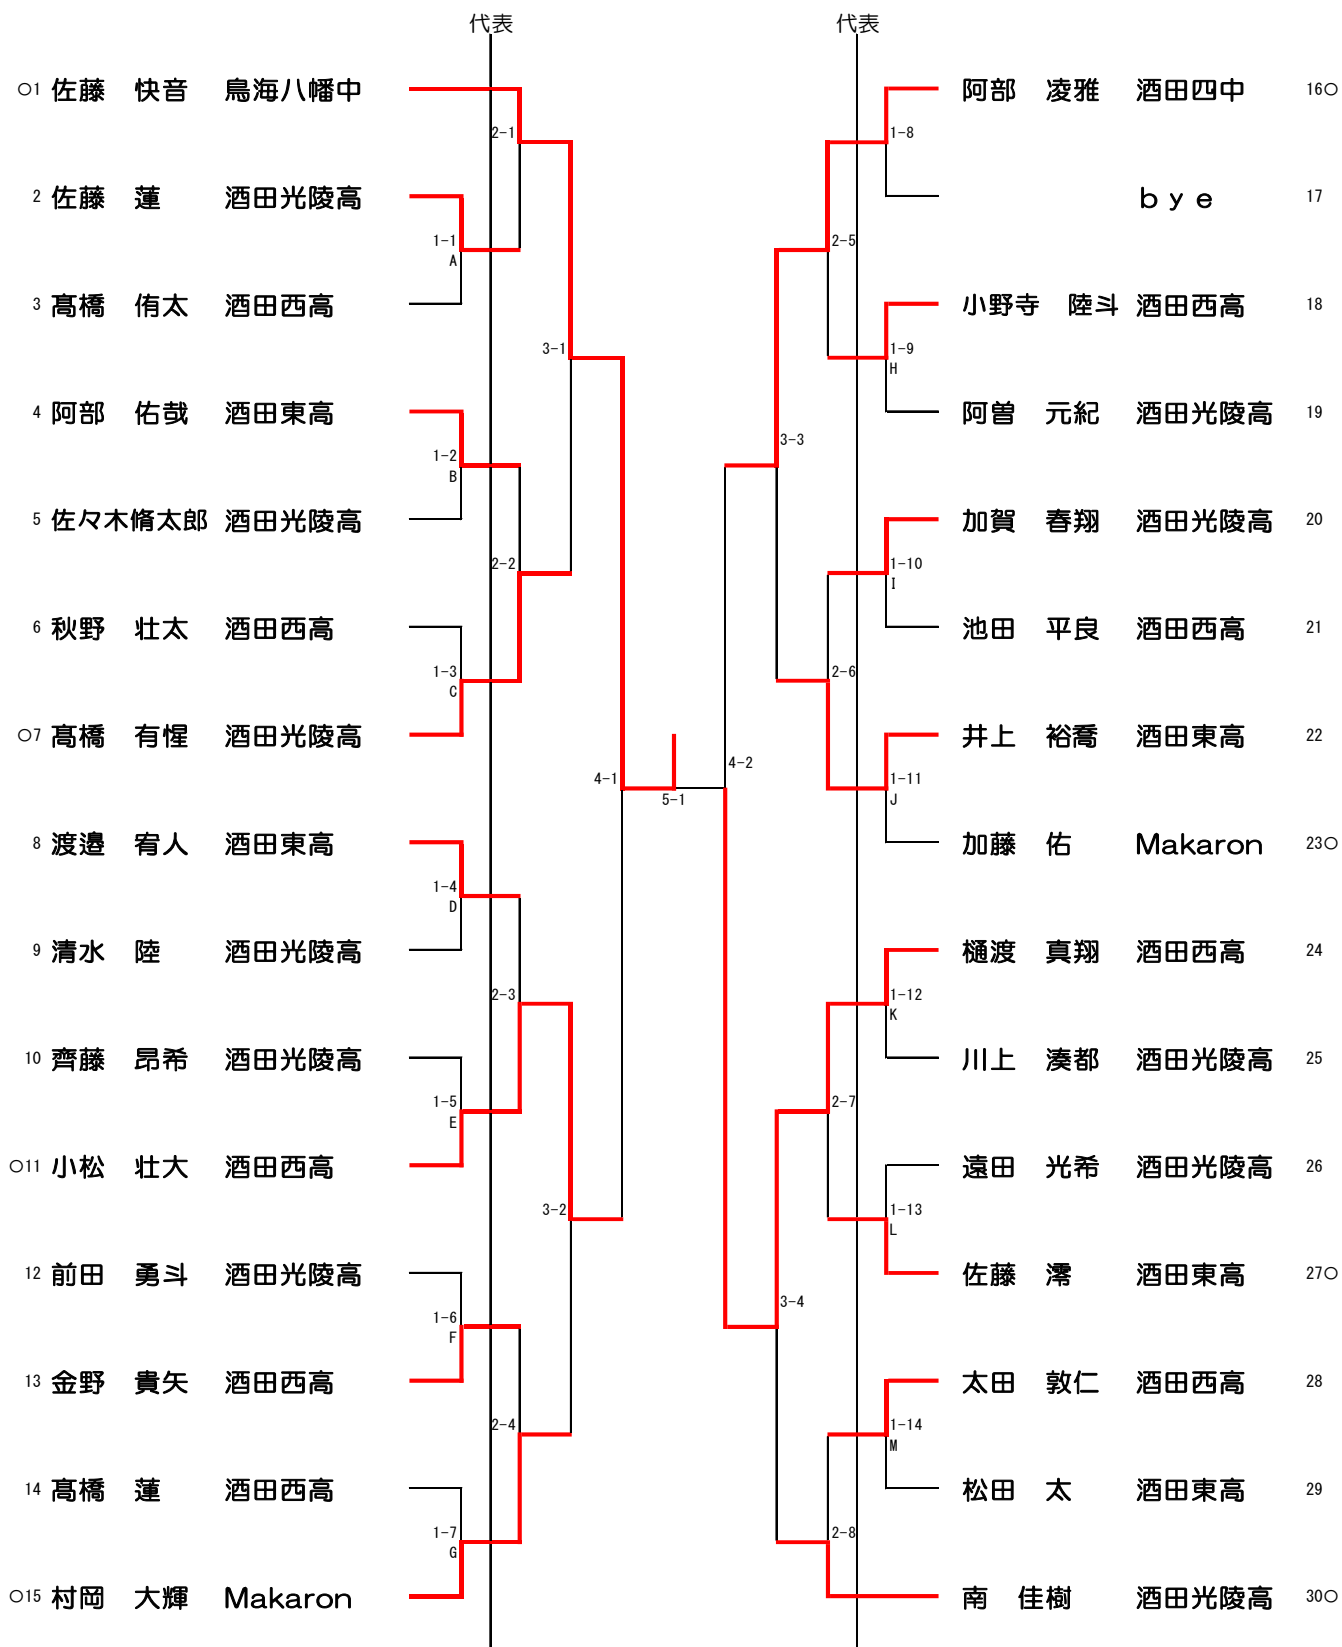 代表 代表
○1 佐藤 快音 鳥海八幡中
2 佐藤 蓮 酒田光陵高
3 髙橋 侑太 酒田西高
4 阿部 佑哉 酒田東高
5 佐々木脩太郎 酒田光陵高
6 秋野 壮太 酒田西高
○7 髙橋 有惺 酒田光陵高
8 渡邉 宥人 酒田東高
9 清水 陸 酒田光陵高
10 齊藤 昂希 酒田光陵高
○11 小松 壮大 酒田西高
12 前田 勇斗 酒田光陵高
13 金野 貴矢 酒田西高
14 髙橋 蓮 酒田西高
○15 村岡 大輝 Makaron
2-1
1-1
A
3-1
1-2
B
2-2
1-3
C
4-1
1-4
D
2-3
1-5
E
3-2
1-6
F
2-4
1-7
G
5-1
4-2
阿部 凌雅 酒田四中 16○
bye 17
小野寺 陸斗 酒田西高 18
阿曽 元紀 酒田光陵高 19
加賀 春翔 酒田光陵高 20
池田 平良 酒田西高 21
井上 裕喬 酒田東高 22
加藤 佑 Makaron 23○
樋渡 真翔 酒田西高 24
川上 湊都 酒田光陵高 25
遠田 光希 酒田光陵高 26
佐藤 澪 酒田東高 27○
太田 敦仁 酒田西高 28
松田 太 酒田東高 29
南 佳樹 酒田光陵高 30○
1-8
2-5
1-9
H
3-3
1-10
I
2-6
1-11
J
1-12
K
2-7
1-13
L
3-4
1-14
M
2-8